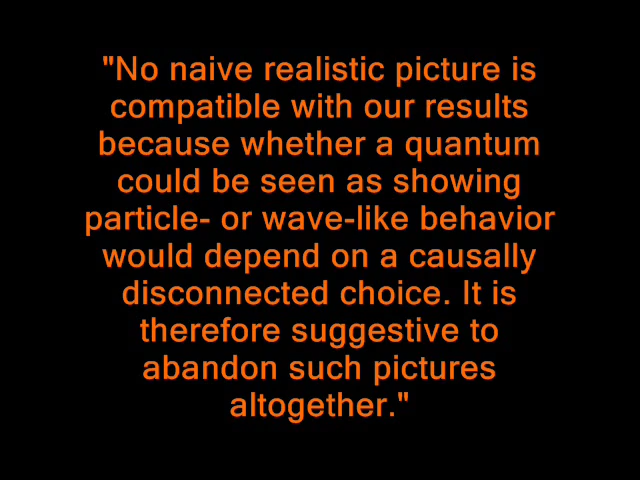 "No naive realistic picture is
compatible with our results
because whether a quantum
could be seen as showing
particle- or wave-like behavior
would depend on a causally
disconnected choice. It is
therefore suggestive to
abandon such pictures
altogether."